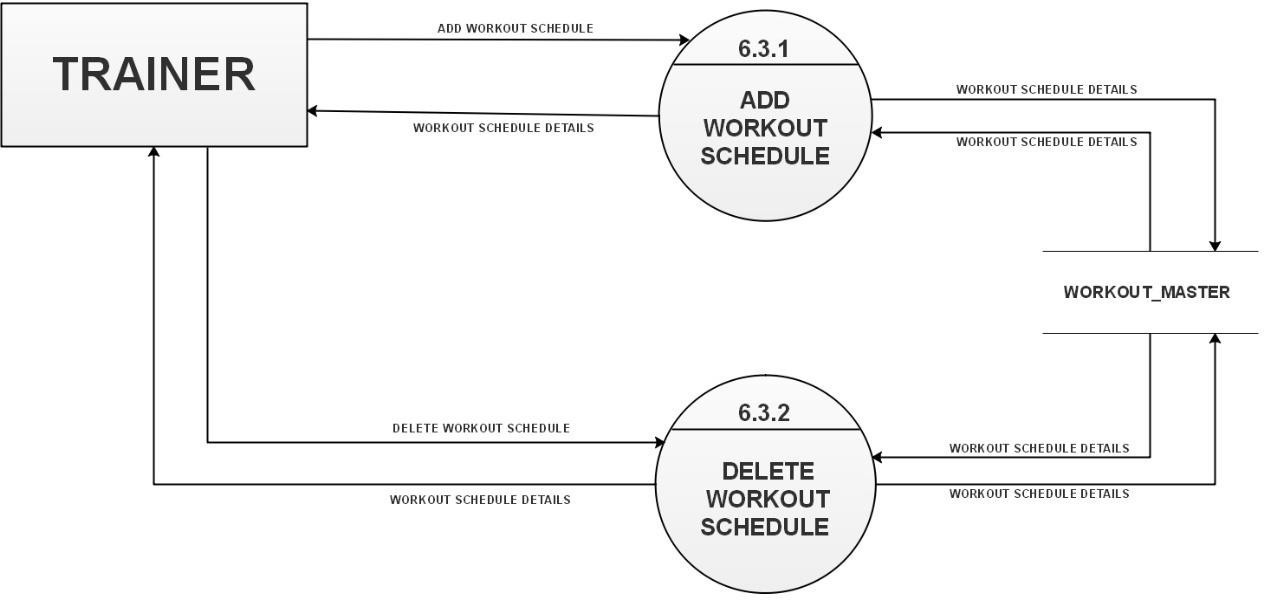 ADD WORKOUT SCHEDULE
TRAINER
6.3.1
ADD
WORKOUT
SCHEDULE
WORKOUT SCHEDULE DETAILS
WORKOUT SCHEDULE DETAILS
WORKOUT SCHEDULE DETAILS
WORKOUT_MASTER
6.3.2
DELETE
WORKOUT
SCHEDULE
DELETE WORKOUT SCHEDULE
WORKOUT SCHEDULE DETAILS
WORKOUT SCHEDULE DETAILS
WORKOUT SCHEDULE DETAILS